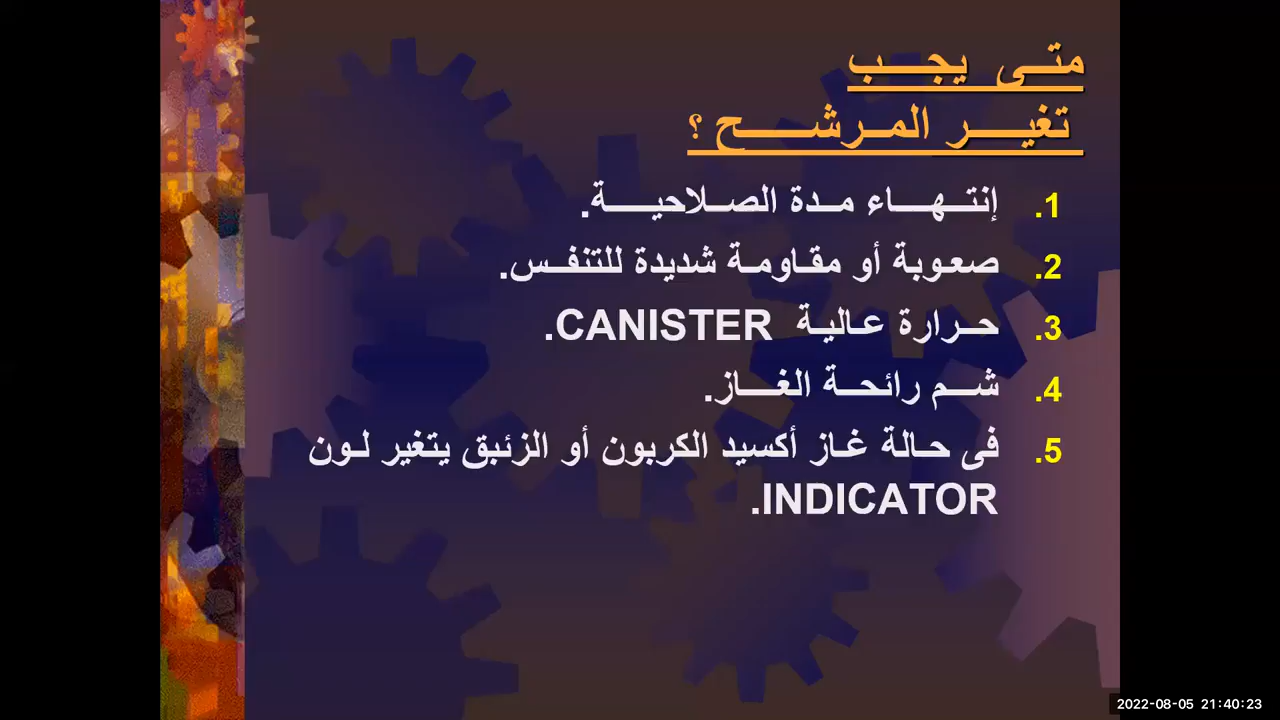 متى يجب
تغير المرشح ؟
1. إنتهاء مدة الصلاحية.
2. صعوبة أو مقاومة شديدة للتنفس.
3. حرارة عالية CANISTER.
4. شم رائحة الغاز.
5. فى حالة غاز أكسيد الكربون أو الزئبق يتغير لون
INDICATOR.
2022-08-05 21:40:23